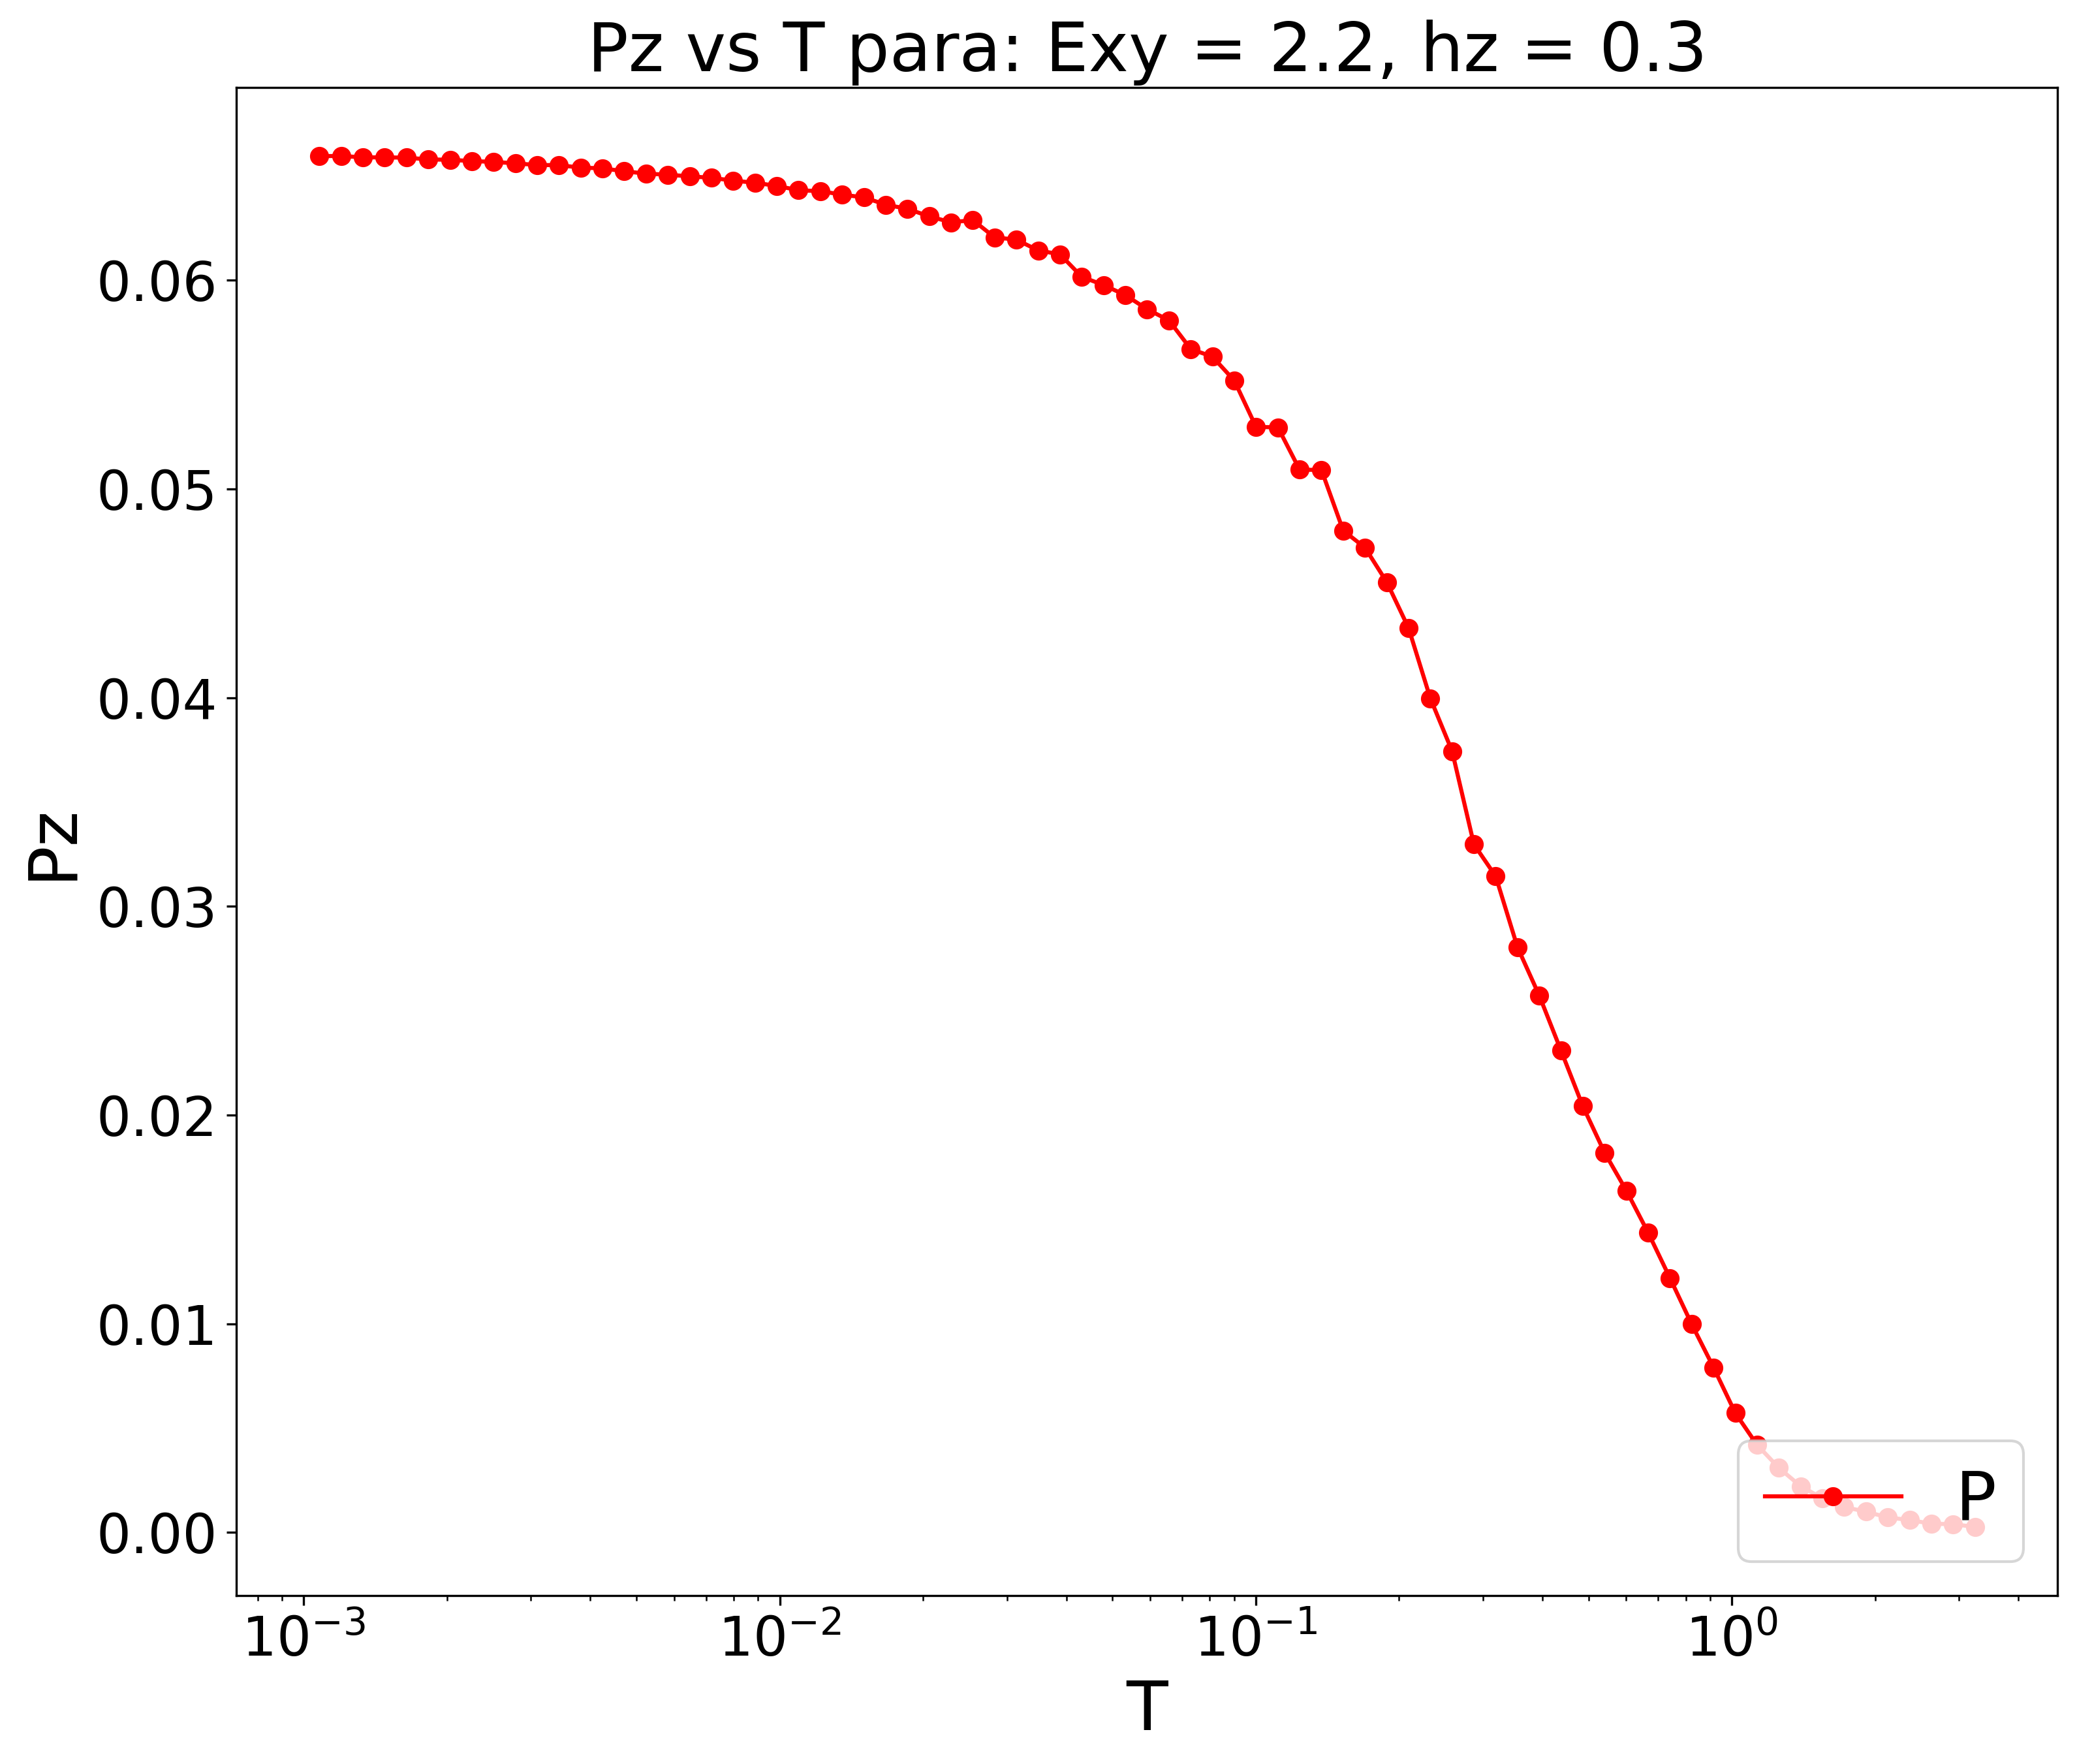 Pz vs T para: Exy = 2.2, hz = 0.3
Pz
0.06
0.05
0.04
0.03
0.02
0.01
0.00
P
10⁻³ 10⁻² 10⁻¹ 10⁰
T